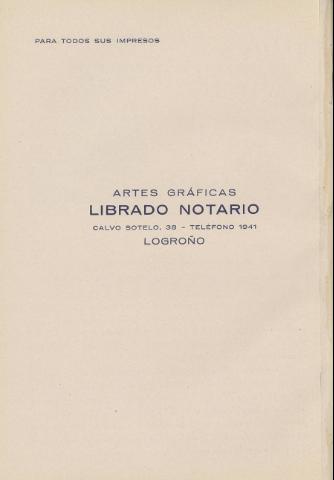 PARA TODOS SUS IMPRESOS
ARTES GRÁFICAS
LIBRADO NOTARIO
CALVO SOTELO, 38 - TELÉFONO 1941
LOGROÑO